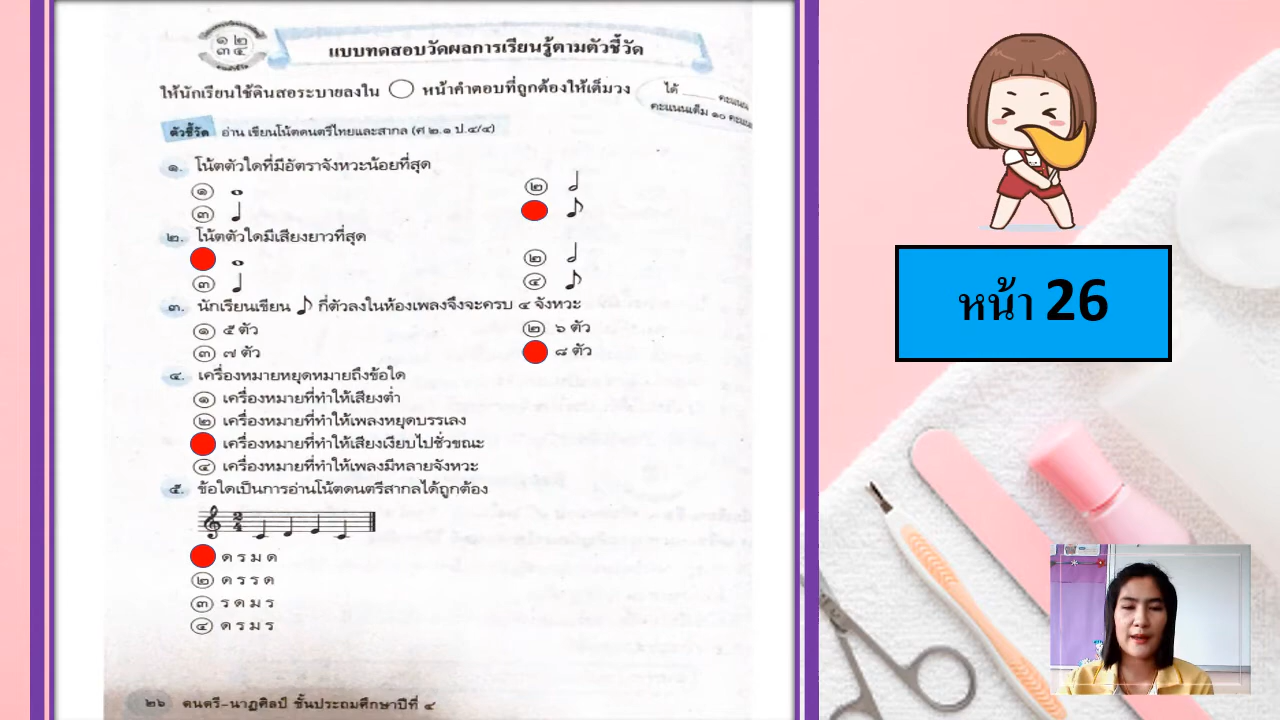 ๑ ๒
๓ ๔
แบบทดสอบวัดผลการเรียนรู้ตามตัวชี้วัด
ให้นักเรียนใช้ดินสอระบายลงใน หน้าคำตอบที่ถูกต้องให้เต็มวง
ได้ ____ คะแนน
คะแนนเต็ม ๑๐ คะแนน
ตัวชี้วัด อ่าน เขียนโน้ตดนตรีไทยและสากล (ศ ๒.๑ ป.๔/๔)
๑. โน้ตตัวใดที่มีอัตราจังหวะน้อยที่สุด
๑ ๒
๓
๒. โน้ตตัวใดมีเสียงยาวที่สุด
๒
๓ ๔
๓. นักเรียนเขียน กี่ตัวลงในห้องเพลงจึงจะครบ ๔ จังหวะ
๑ ๕ ตัว ๒ ๖ ตัว
๓ ๗ ตัว ๘ ตัว
๔. เครื่องหมายหยุดหมายถึงข้อใด
๑ เครื่องหมายที่ทำให้เสียงต่ำ
๒ เครื่องหมายที่ทำให้เพลงหยุดบรรเลง
เครื่องหมายที่ทำให้เสียงเงียบไปชั่วขณะ
๔ เครื่องหมายที่ทำให้เพลงมีหลายจังหวะ
๕. ข้อใดเป็นการอ่านโน้ตดนตรีสากลได้ถูกต้อง
2
4
ด ร ม ด
๒ ด ร ร ด
๓ ร ด ม ร
๔ ด ร ม ร
๒๖ ดนตรี-นาฏศิลป์ ชั้นประถมศึกษาปีที่ ๔
หน้า 26